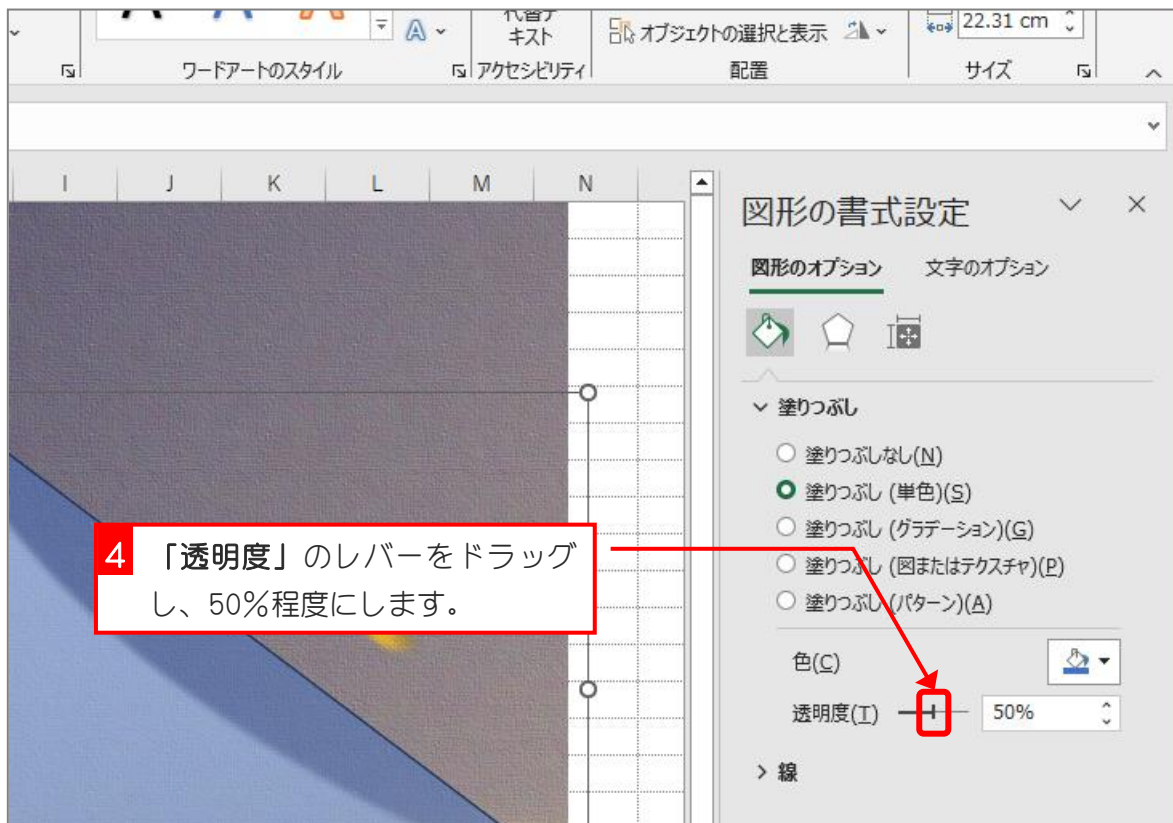 代替テ
キスト
オブジェクトの選択と表示
22.31 cm
ワードアートのスタイル
アクセシビリティ
配置
サイズ
I J K L M N
図形の書式設定
図形のオプション 文字のオプション
塗りつぶし
塗りつぶしなし(N)
塗りつぶし (単色)(S)
塗りつぶし (グラデーション)(G)
塗りつぶし (図またはテクスチャ)(P)
塗りつぶし (パターン)(A)
4 「透明度」のレバーをドラッグ
し、50%程度にします。
色(C)
透明度(T) 50%
線